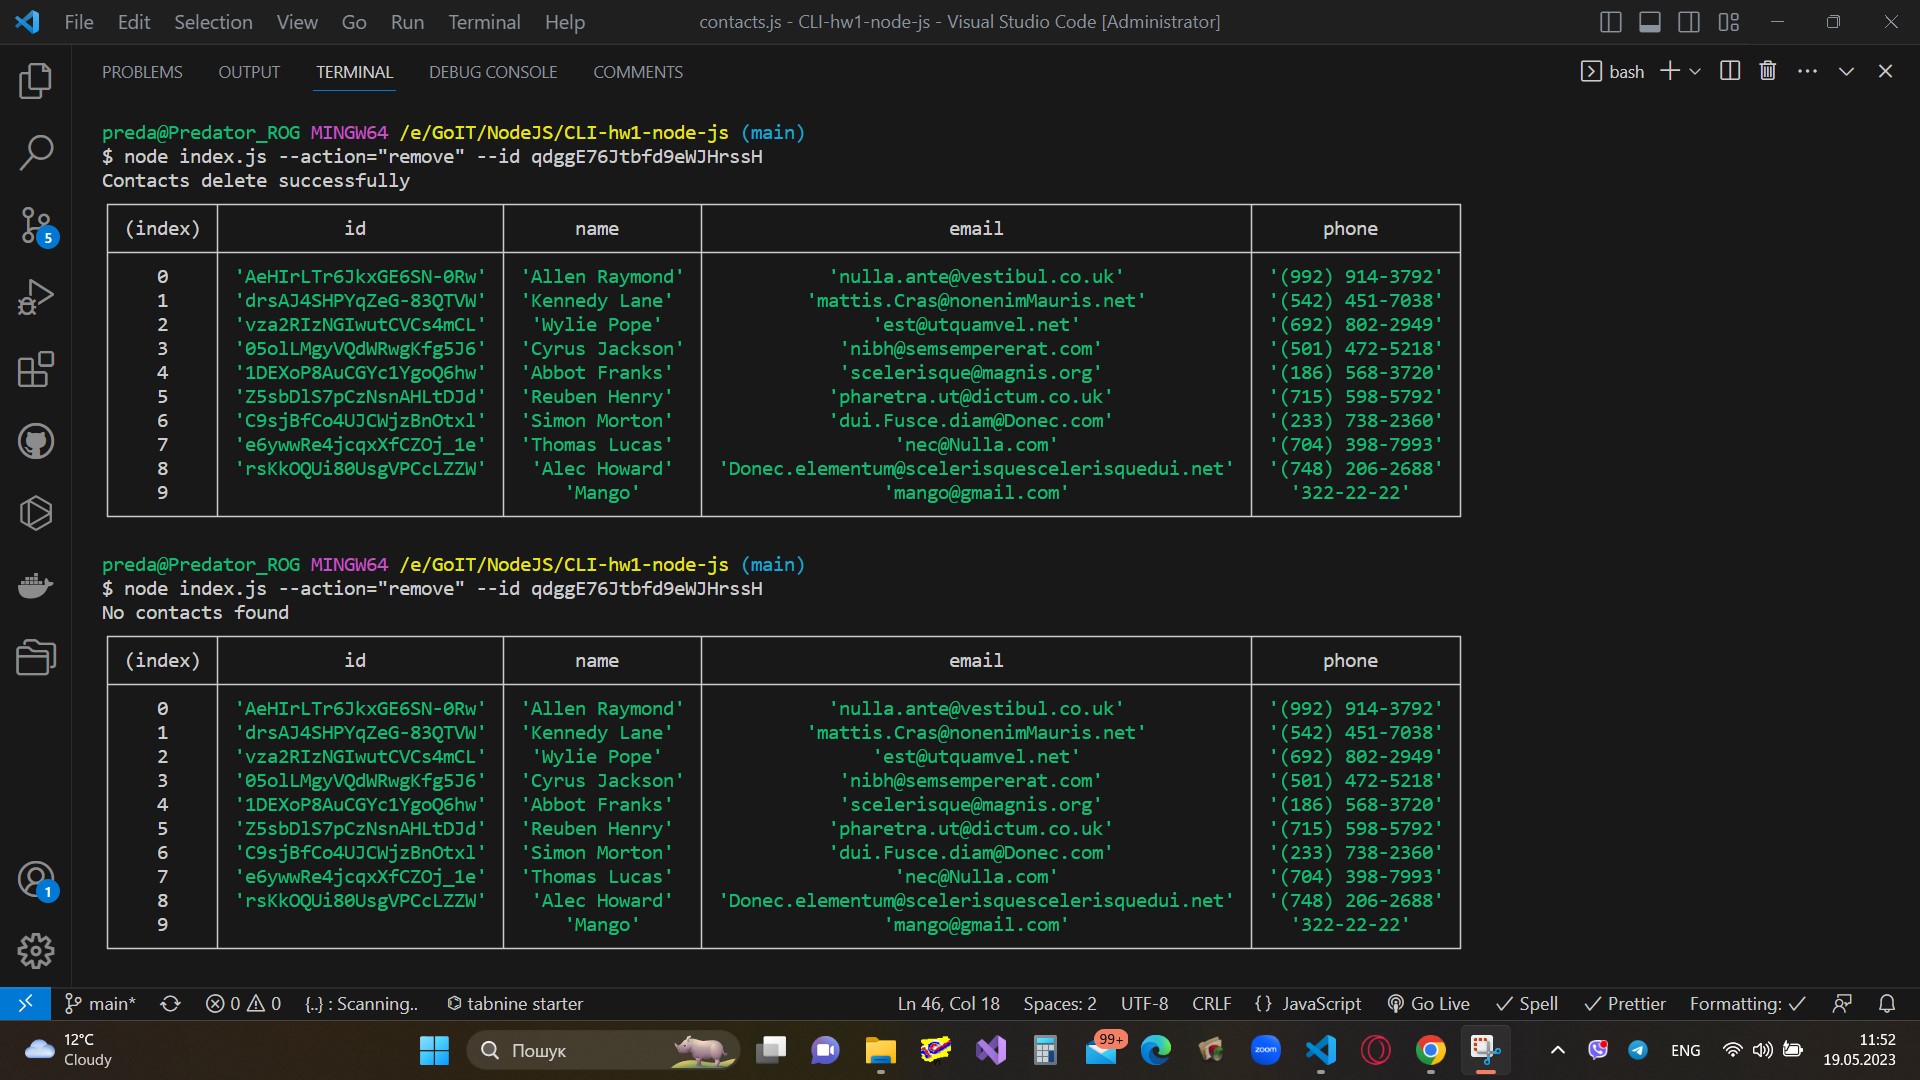 File Edit Selection View Go Run Terminal Help contacts.js - CLI-hw1-node-js - Visual Studio Code [Administrator]
PROBLEMS OUTPUT TERMINAL DEBUG CONSOLE COMMENTS bash
preda@Predator_ROG MINGW64 /e/GoIT/NodeJS/CLI-hw1-node-js (main)
$ node index.js --action="remove" --id qdggE76Jtbfd9eWJHrssH
Contacts delete successfully
(index) id name email phone
0 'AeHIrLTr6JkxGE6SN-0Rw' 'Allen Raymond' 'nulla.ante@vestibul.co.uk' '(992) 914-3792'
1 'drsAJ4SHPYqZeG-83QTVW' 'Kennedy Lane' 'mattis.Cras@nonenimMauris.net' '(542) 451-7038'
2 'vza2RIzNGIwutCVCs4mCL' 'Wylie Pope' 'est@utquamvel.net' '(692) 802-2949'
3 '05olLMgyVQdWRwgKfg5J6' 'Cyrus Jackson' 'nibh@semsempererat.com' '(501) 472-5218'
4 '1DEXoP8AuCGYc1YgoQ6hw' 'Abbot Franks' 'scelerisque@magnis.org' '(186) 568-3720'
5 'Z5sbDlS7pCzNsnAHLtDJd' 'Reuben Henry' 'pharetra.ut@dictum.co.uk' '(715) 598-5792'
6 'C9sjBfCo4UJCWjzBnOtxl' 'Simon Morton' 'dui.Fusce.diam@Donec.com' '(233) 738-2360'
7 'e6ywwRe4jcqxXfCZOj_1e' 'Thomas Lucas' 'nec@Nulla.com' '(704) 398-7993'
8 'rsKkOQUi80UsgVPCcLZZW' 'Alec Howard' 'Donec.elementum@scelerisquescelerisquedui.net' '(748) 206-2688'
9 'Mango' 'mango@gmail.com' '322-22-22'
preda@Predator_ROG MINGW64 /e/GoIT/NodeJS/CLI-hw1-node-js (main)
$ node index.js --action="remove" --id qdggE76Jtbfd9eWJHrssH
No contacts found
(index) id name email phone
0 'AeHIrLTr6JkxGE6SN-0Rw' 'Allen Raymond' 'nulla.ante@vestibul.co.uk' '(992) 914-3792'
1 'drsAJ4SHPYqZeG-83QTVW' 'Kennedy Lane' 'mattis.Cras@nonenimMauris.net' '(542) 451-7038'
2 'vza2RIzNGIwutCVCs4mCL' 'Wylie Pope' 'est@utquamvel.net' '(692) 802-2949'
3 '05olLMgyVQdWRwgKfg5J6' 'Cyrus Jackson' 'nibh@semsempererat.com' '(501) 472-5218'
4 '1DEXoP8AuCGYc1YgoQ6hw' 'Abbot Franks' 'scelerisque@magnis.org' '(186) 568-3720'
5 'Z5sbDlS7pCzNsnAHLtDJd' 'Reuben Henry' 'pharetra.ut@dictum.co.uk' '(715) 598-5792'
6 'C9sjBfCo4UJCWjzBnOtxl' 'Simon Morton' 'dui.Fusce.diam@Donec.com' '(233) 738-2360'
7 'e6ywwRe4jcqxXfCZOj_1e' 'Thomas Lucas' 'nec@Nulla.com' '(704) 398-7993'
8 'rsKkOQUi80UsgVPCcLZZW' 'Alec Howard' 'Donec.elementum@scelerisquescelerisquedui.net' '(748) 206-2688'
9 'Mango' 'mango@gmail.com' '322-22-22'
5
1
main* 0 0 {..} : Scanning.. tabnine starter Ln 46, Col 18 Spaces: 2 UTF-8 CRLF {} JavaScript Go Live Spell Prettier Formatting:
12°C
Cloudy
Пошук
99+
zoom
ENG
11:52
19.05.2023